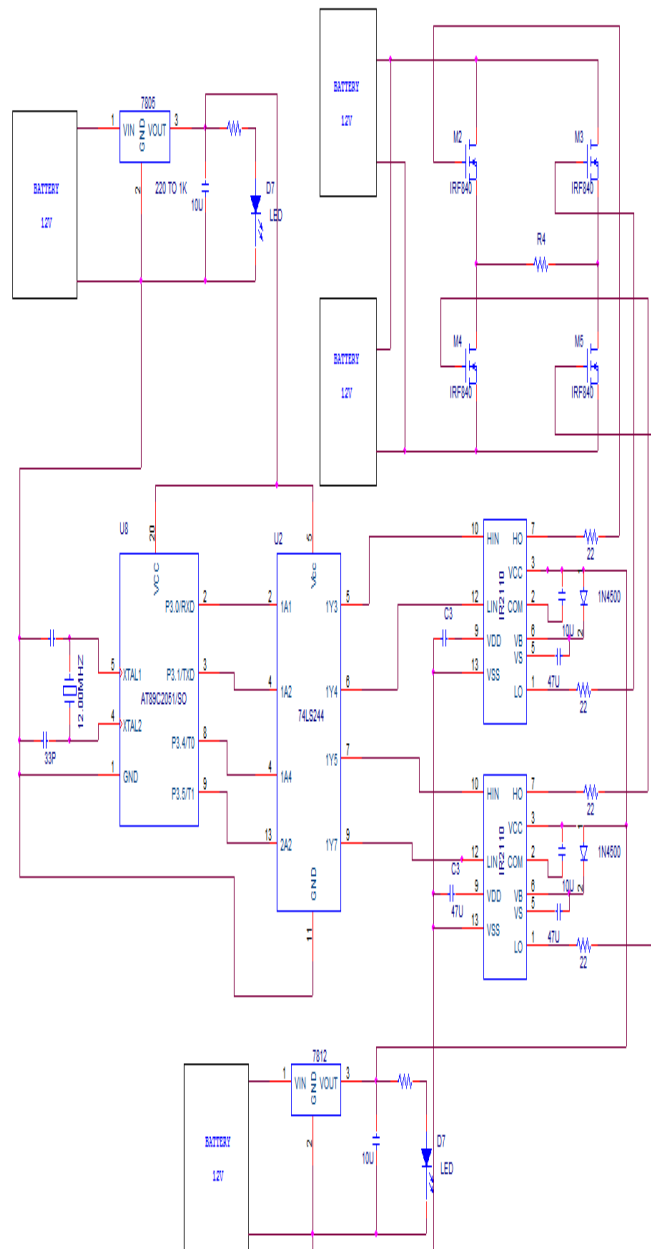 BATTERY
12V
7805
1
VIN
GND
VOUT
3
2
220 TO 1K
10U
D7
LED
BATTERY
12V
BATTERY
12V
M2
IRF840
M3
IRF840
R4
M4
IRF840
M5
IRF840
U8
20
VCC
P3.0/RXD
2
P3.1/TXD
3
5
XTAL1
12.00MHZ
AT89C2051/SO
4
XTAL2
33P
P3.4/T0
8
1
GND
P3.5/T1
9
U2
6
Vcc
2
1A1
1Y3
5
4
1A2
1Y4
6
74LS244
4
1A4
1Y5
7
13
2A2
1Y7
9
GND
11
10
HIN
HO
7
22
VCC
3
12
LIN
COM
2
IR2110
C3
9
VDD
VB
6
VS
5
13
VSS
LO
1
10U
1
2
1N4500
47U
22
10
HIN
HO
7
22
VCC
3
12
LIN
COM
2
IR2110
C3
47U
9
VDD
VB
6
VS
5
13
VSS
LO
1
10U
1
2
1N4500
47U
22
BATTERY
12V
7812
1
VIN
GND
VOUT
3
2
10U
D7
LED